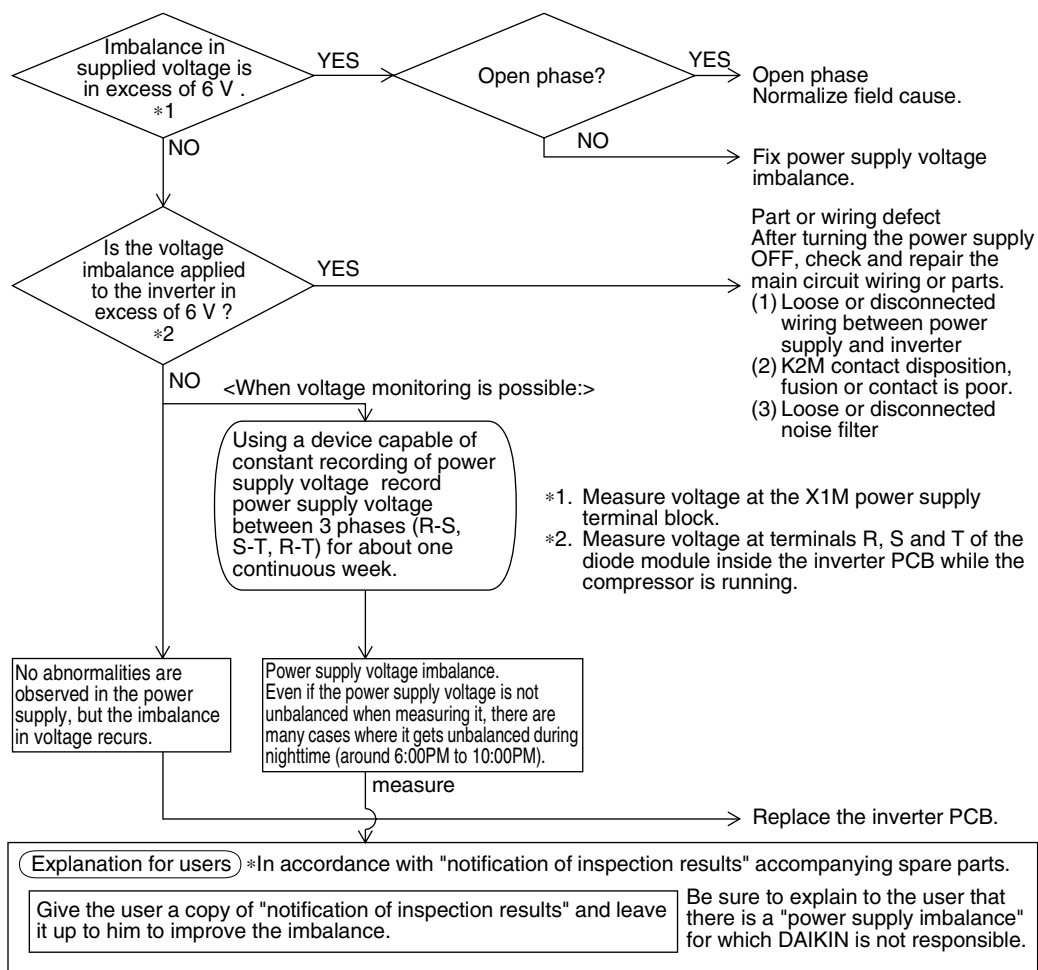 Imbalance in
supplied voltage is
in excess of 6 V .
*1
YES
Open phase?
YES
Open phase
Normalize field cause.
NO
NO
Fix power supply voltage
imbalance.
Is the voltage
imbalance applied
to the inverter in
excess of 6 V ?
*2
YES
Part or wiring defect
After turning the power supply
OFF, check and repair the
main circuit wiring or parts.
(1) Loose or disconnected
wiring between power
supply and inverter
(2) K2M contact disposition,
fusion or contact is poor.
(3) Loose or disconnected
noise filter
NO
<When voltage monitoring is possible:>
Using a device capable of
constant recording of power
supply voltage record
power supply voltage
between 3 phases (R-S,
S-T, R-T) for about one
continuous week.
*1. Measure voltage at the X1M power supply
terminal block.
*2. Measure voltage at terminals R, S and T of the
diode module inside the inverter PCB while the
compressor is running.
No abnormalities are
observed in the power
supply, but the imbalance
in voltage recurs.
Power supply voltage imbalance.
Even if the power supply voltage is not
unbalanced when measuring it, there are
many cases where it gets unbalanced during
nighttime (around 6:00PM to 10:00PM).
measure
Replace the inverter PCB.
Explanation for users *In accordance with "notification of inspection results" accompanying spare parts.
Give the user a copy of "notification of inspection results" and leave
it up to him to improve the imbalance.
Be sure to explain to the user that
there is a "power supply imbalance"
for which DAIKIN is not responsible.